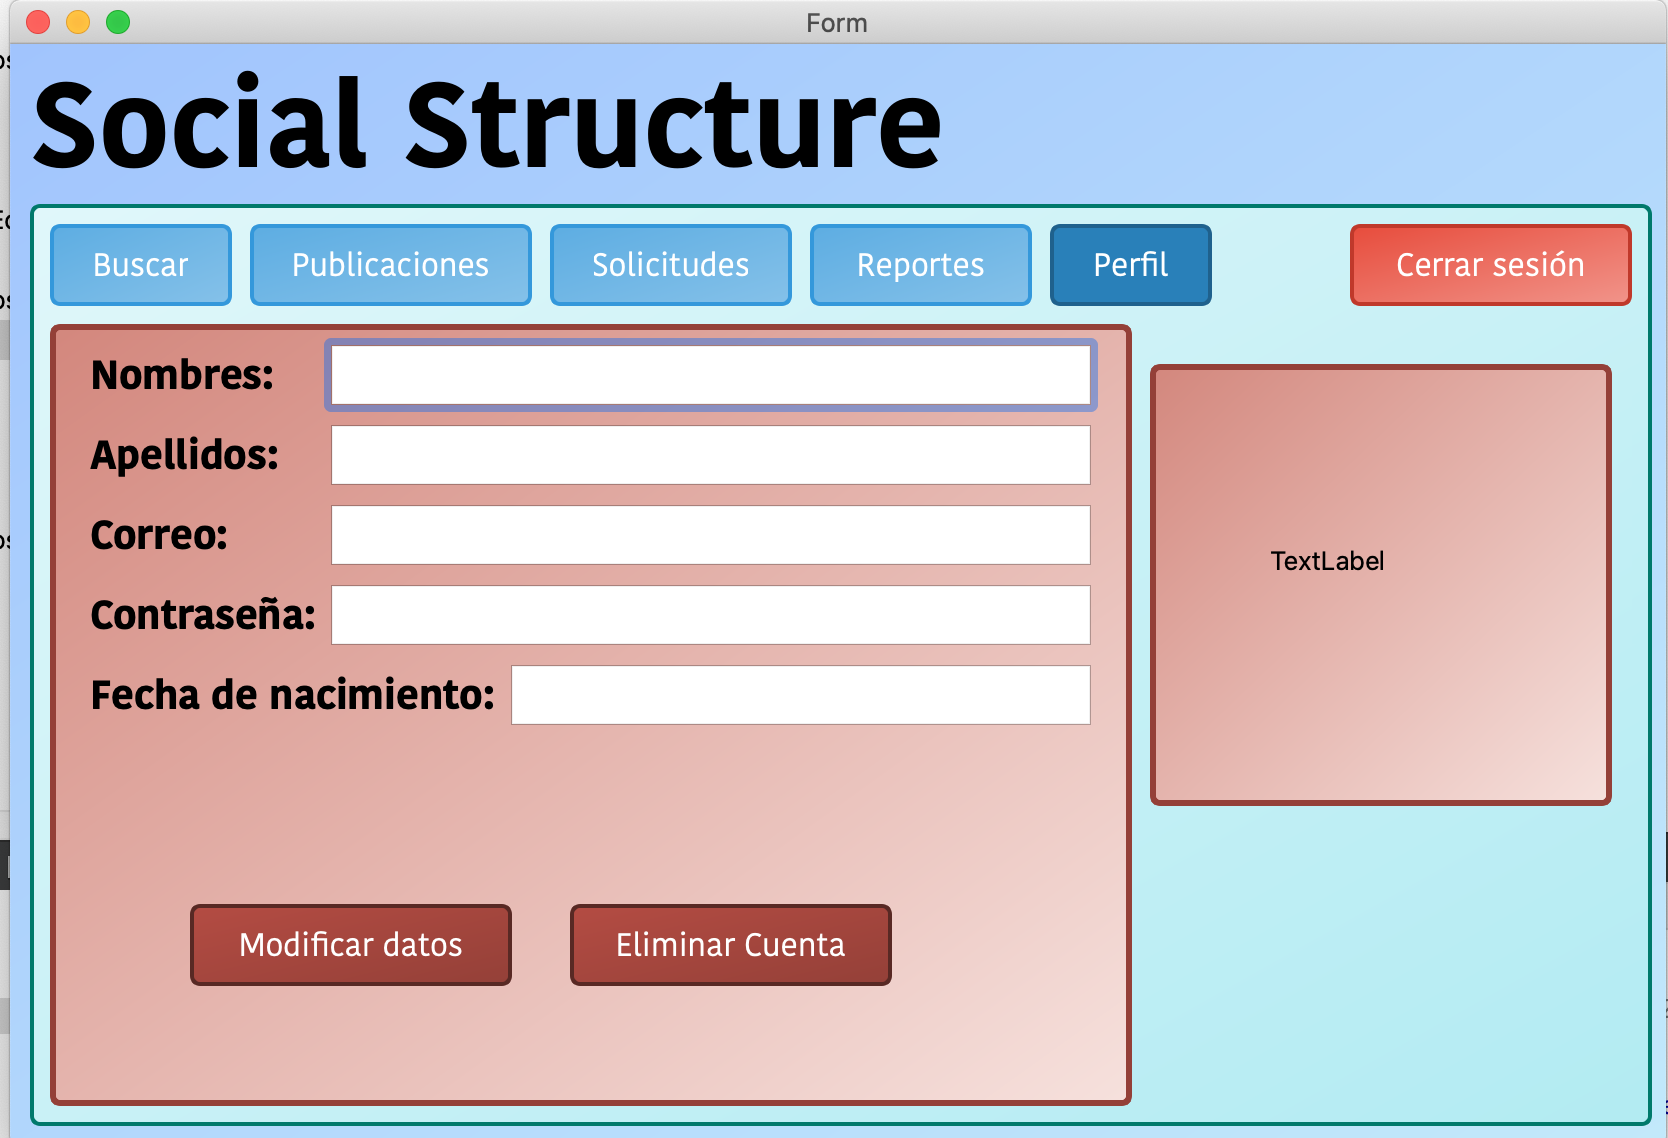 Form
Social Structure
Buscar Publicaciones Solicitudes Reportes Perfil Cerrar sesión
Nombres:
Apellidos:
Correo:
Contraseña:
Fecha de nacimiento:
TextLabel
Modificar datos Eliminar Cuenta